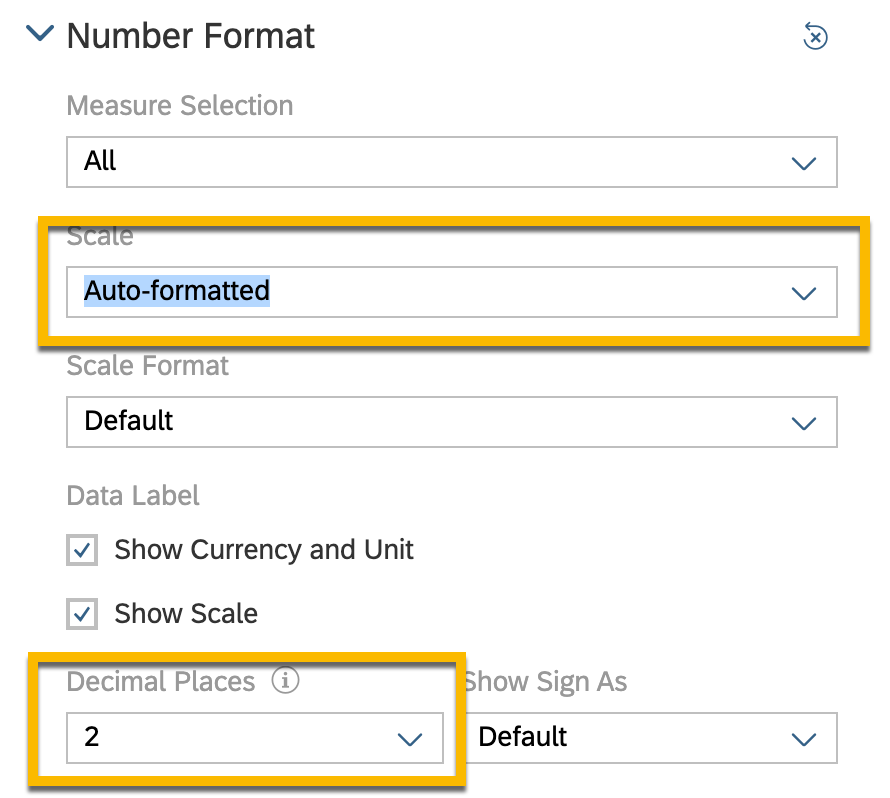 Number Format
Measure Selection
All
Scale
Auto-formatted
Scale Format
Default
Data Label
Show Currency and Unit
Show Scale
Decimal Places Show Sign As
2 Default